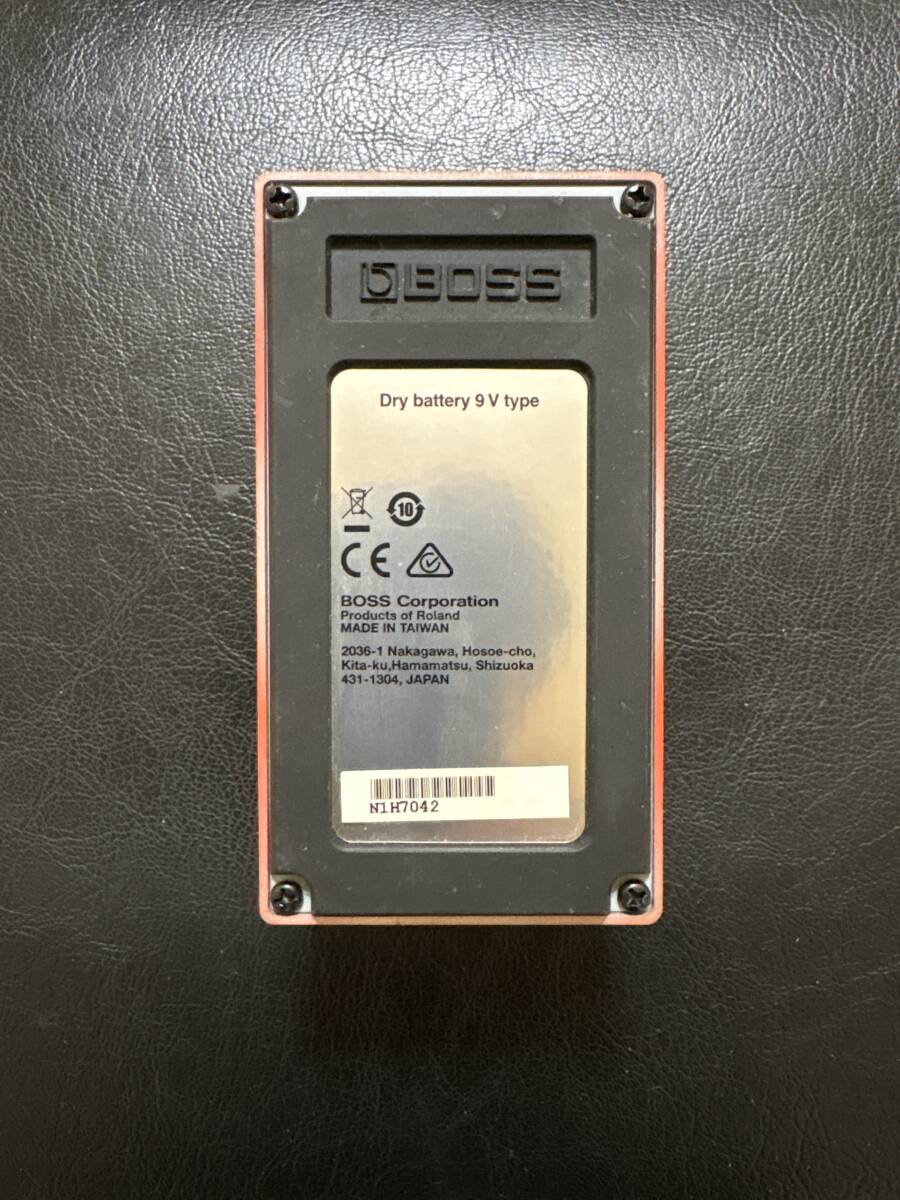 BOSS
Dry battery 9 V type
10
CE
BOSS Corporation
Products of Roland
MADE IN TAIWAN
2036-1 Nakagawa, Hosoe-cho,
Kita-ku,Hamamatsu, Shizuoka
431-1304, JAPAN
N1H7042